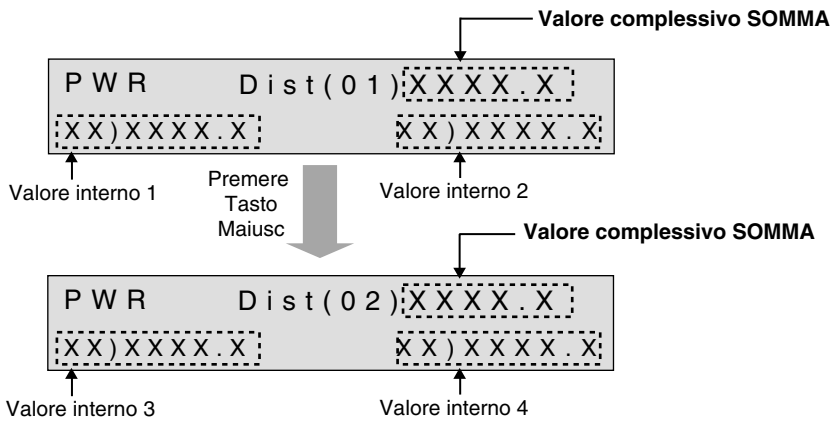 Valore complessivo SOMMA
PWR Dist(01)XXXX.X
XX)XXXX.X XX)XXXX.X
Valore interno 1
Premere
Tasto
Maiusc
Valore interno 2
Valore complessivo SOMMA
PWR Dist(02)XXXX.X
XX)XXXX.X XX)XXXX.X
Valore interno 3
Valore interno 4